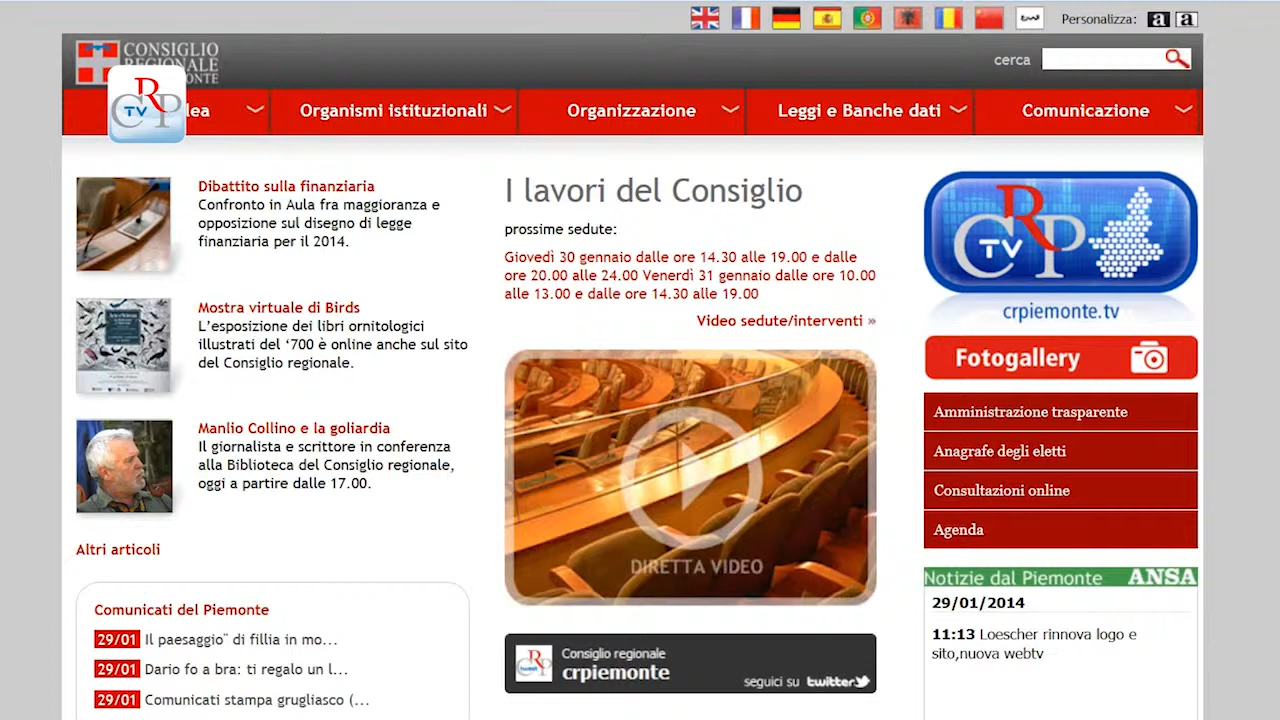 Personalizza: a a
CONSIGLIO
REGIONALE
cerca
CRP TV
Organismi istituzionali
Organizzazione
Leggi e Banche dati
Comunicazione
Dibattito sulla finanziaria
Confronto in Aula fra maggioranza e
opposizione sul disegno di legge
finanziaria per il 2014.
Mostra virtuale di Birds
L’esposizione dei libri ornitologici
illustrati del ‘700 è online anche sul sito
del Consiglio regionale.
Manlio Collino e la goliardia
Il giornalista e scrittore in conferenza
alla Biblioteca del Consiglio regionale,
oggi a partire dalle 17.00.
Altri articoli
Comunicati del Piemonte
29/01 Il paesaggio" di fillia in mo...
29/01 Dario fo a bra: ti regalo un l...
29/01 Comunicati stampa grugliasco (...
I lavori del Consiglio
prossime sedute:
Giovedì 30 gennaio dalle ore 14.30 alle 19.00 e dalle
ore 20.00 alle 24.00 Venerdì 31 gennaio dalle ore 10.00
alle 13.00 e dalle ore 14.30 alle 19.00
Video sedute/interventi »
DIRETTA VIDEO
CRP
Consiglio regionale
crpiemonte
seguici su twitter
CRP TV
crpiemonte.tv
Fotogallery
Amministrazione trasparente
Anagrafe degli eletti
Consultazioni online
Agenda
Notizie dal Piemonte ANSA
29/01/2014
11:13 Loescher rinnova logo e
sito,nuova webtv